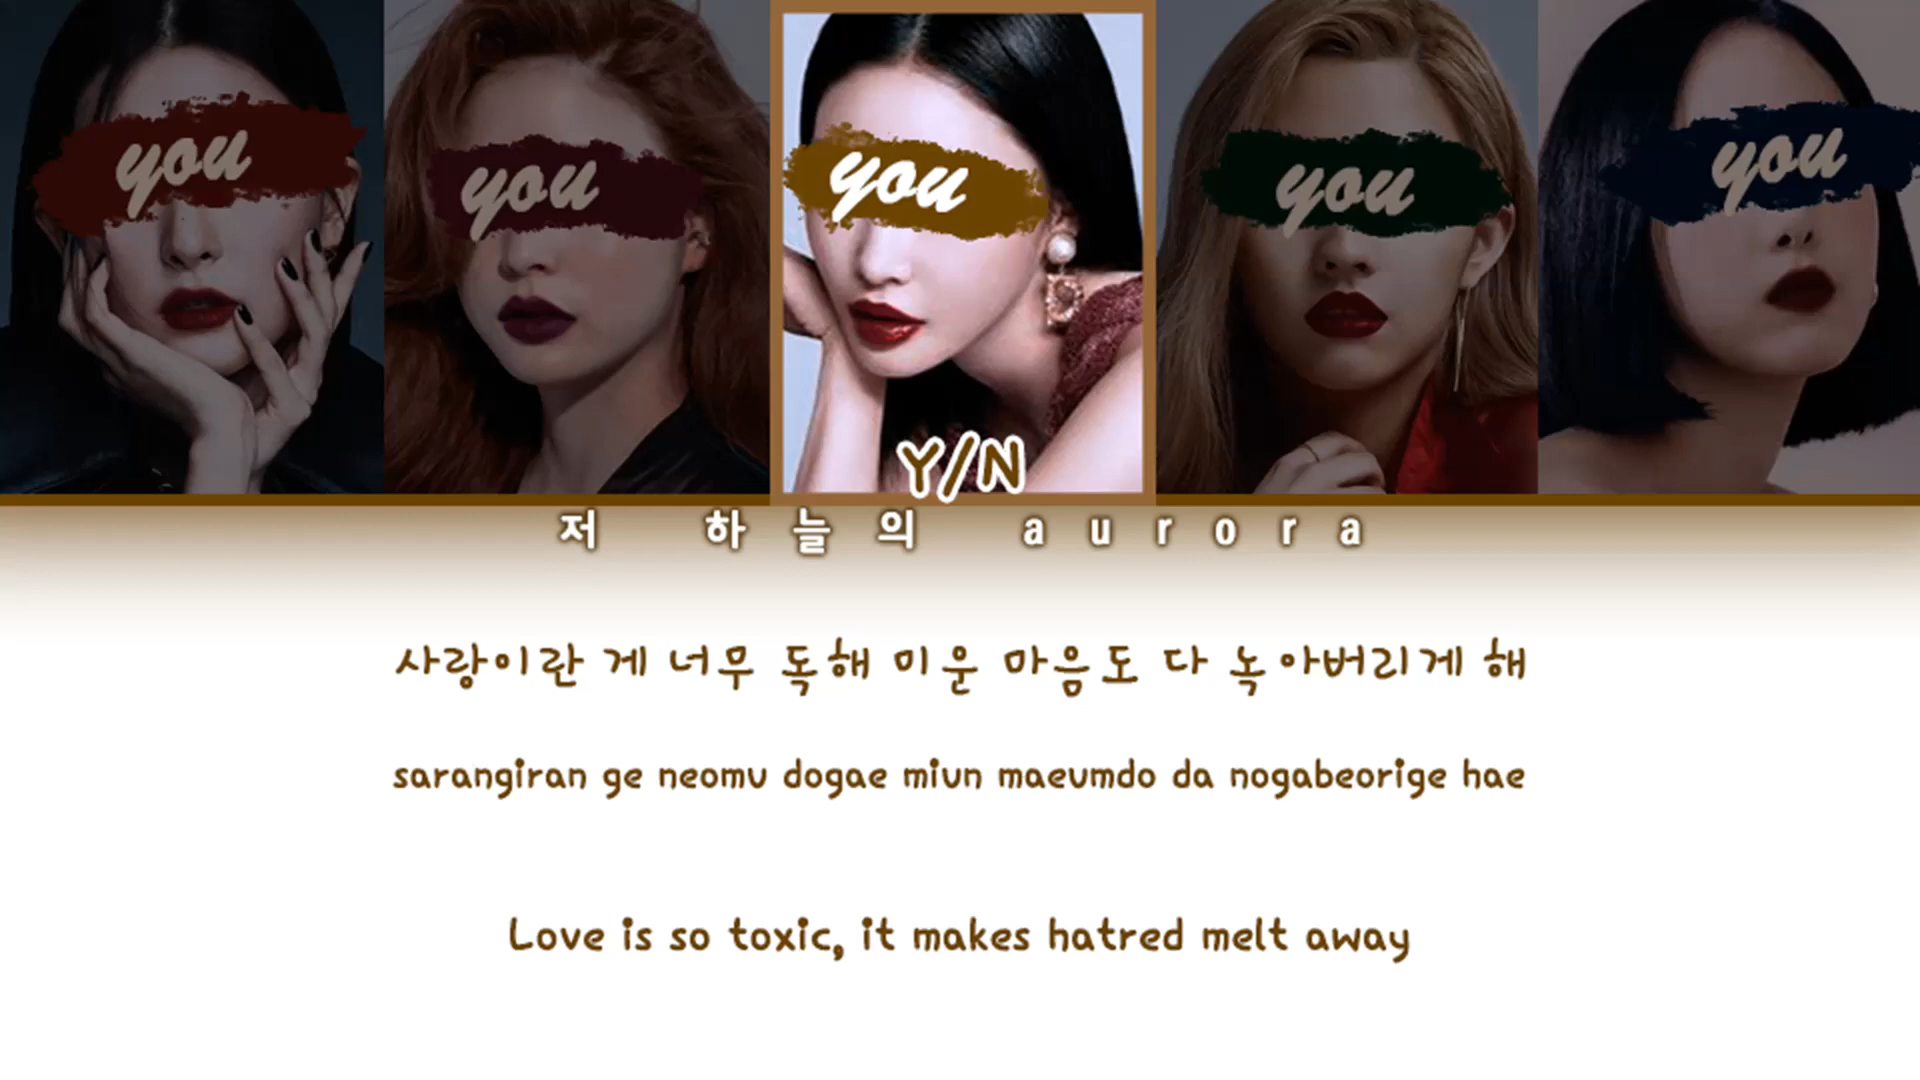 you you you you you
Y/N
저 하늘의 aurora
사랑이란 게 너무 독해 미운 마음도 다 녹아버리게 해
sarangiran ge neomu dogae miun maeumdo da nogabeorige hae
Love is so toxic, it makes hatred melt away